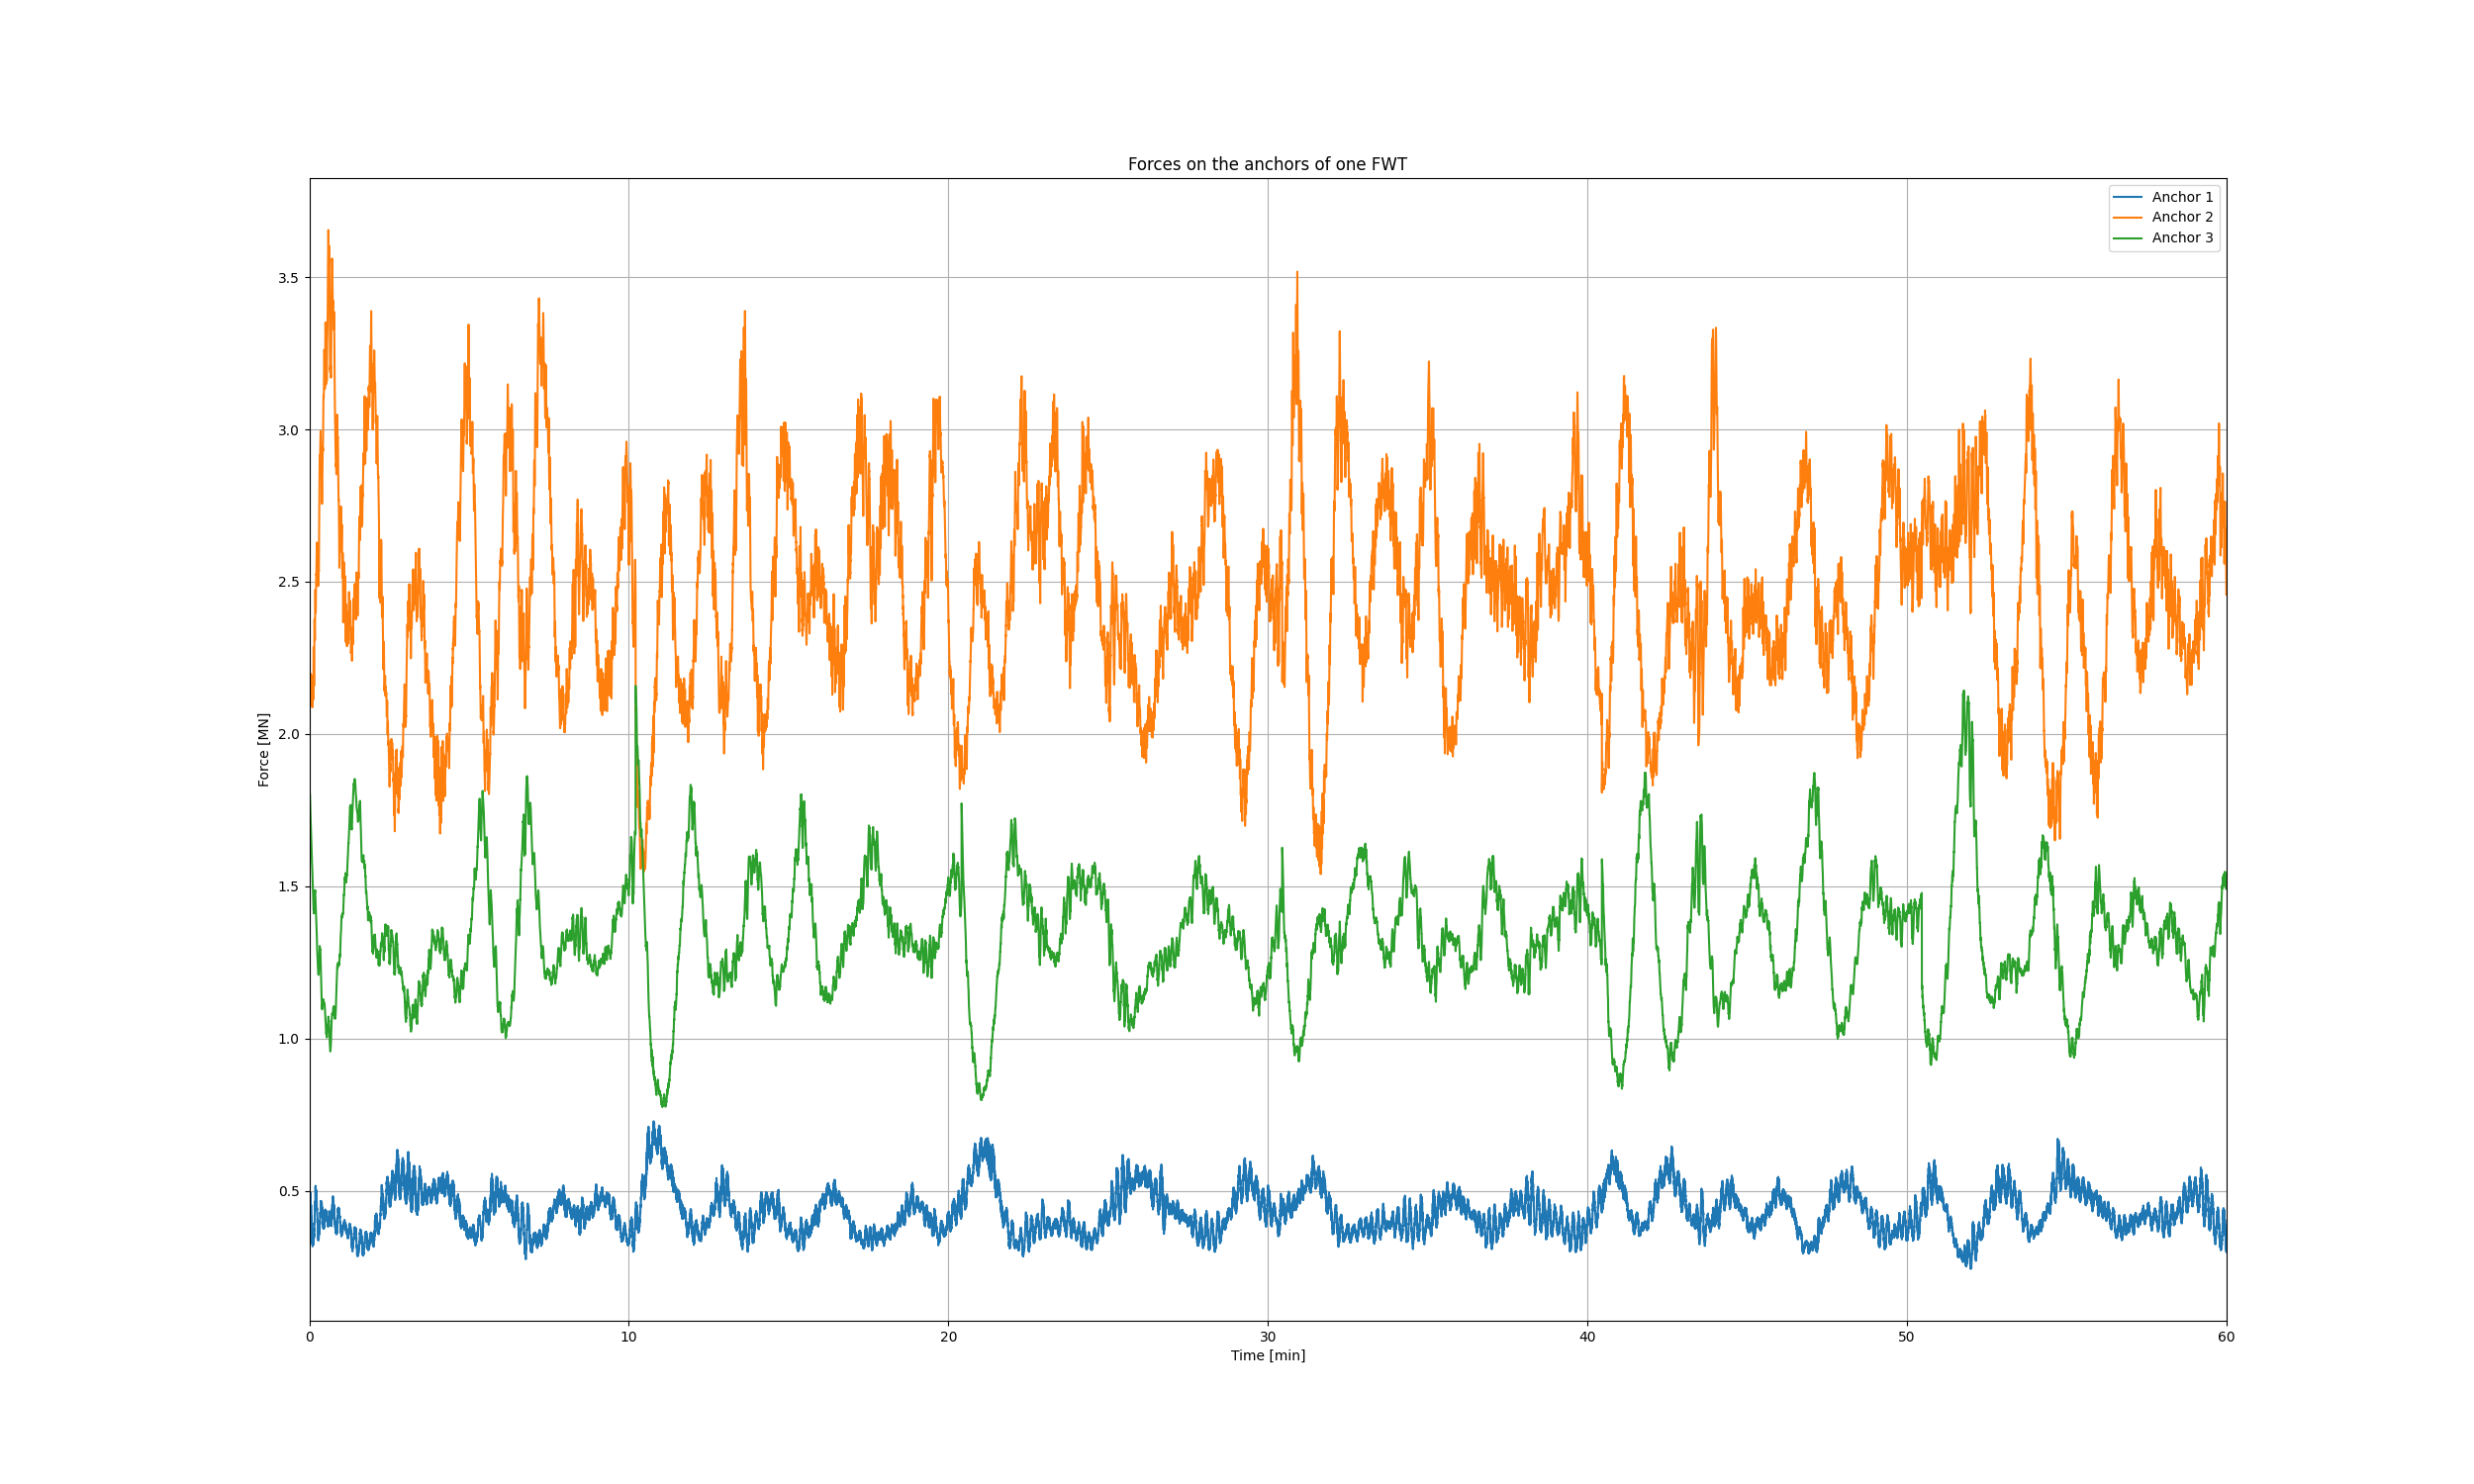 Forces on the anchors of one FWT
Anchor 1
Anchor 2
Anchor 3
Force [MN]
3.5
3.0
2.5
2.0
1.5
1.0
0.5
0 10 20 30 40 50 60
Time [min]